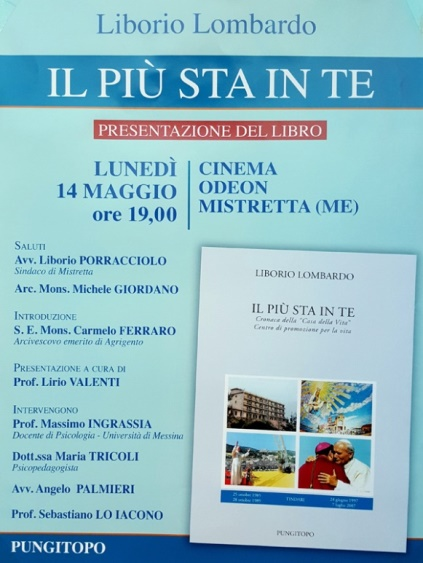 Liborio Lombardo
IL PIÙ STA IN TE
PRESENTAZIONE DEL LIBRO
LUNEDÌ
14 MAGGIO
ore 19,00
CINEMA
ODEON
MISTRETTA (ME)
SALUTI
Avv. Liborio PORRACCIOLO
Sindaco di Mistretta
Arc. Mons. Michele GIORDANO
INTRODUZIONE
S. E. Mons. Carmelo FERRARO
Arcivescovo emerito di Agrigento
PRESENTAZIONE A CURA DI
Prof. Lirio VALENTI
INTERVENGONO
Prof. Massimo INGRASSIA
Docente di Psicologia - Università di Messina
Dott.ssa Maria TRICOLI
Psicopedagogista
Avv. Angelo PALMIERI
Prof. Sebastiano LO IACONO
PUNGITOPO
LIBORIO LOMBARDO
IL PIÙ STA IN TE
Cronaca della "Casa della Vita"
Centro di promozione per la vita
PUNGITOPO